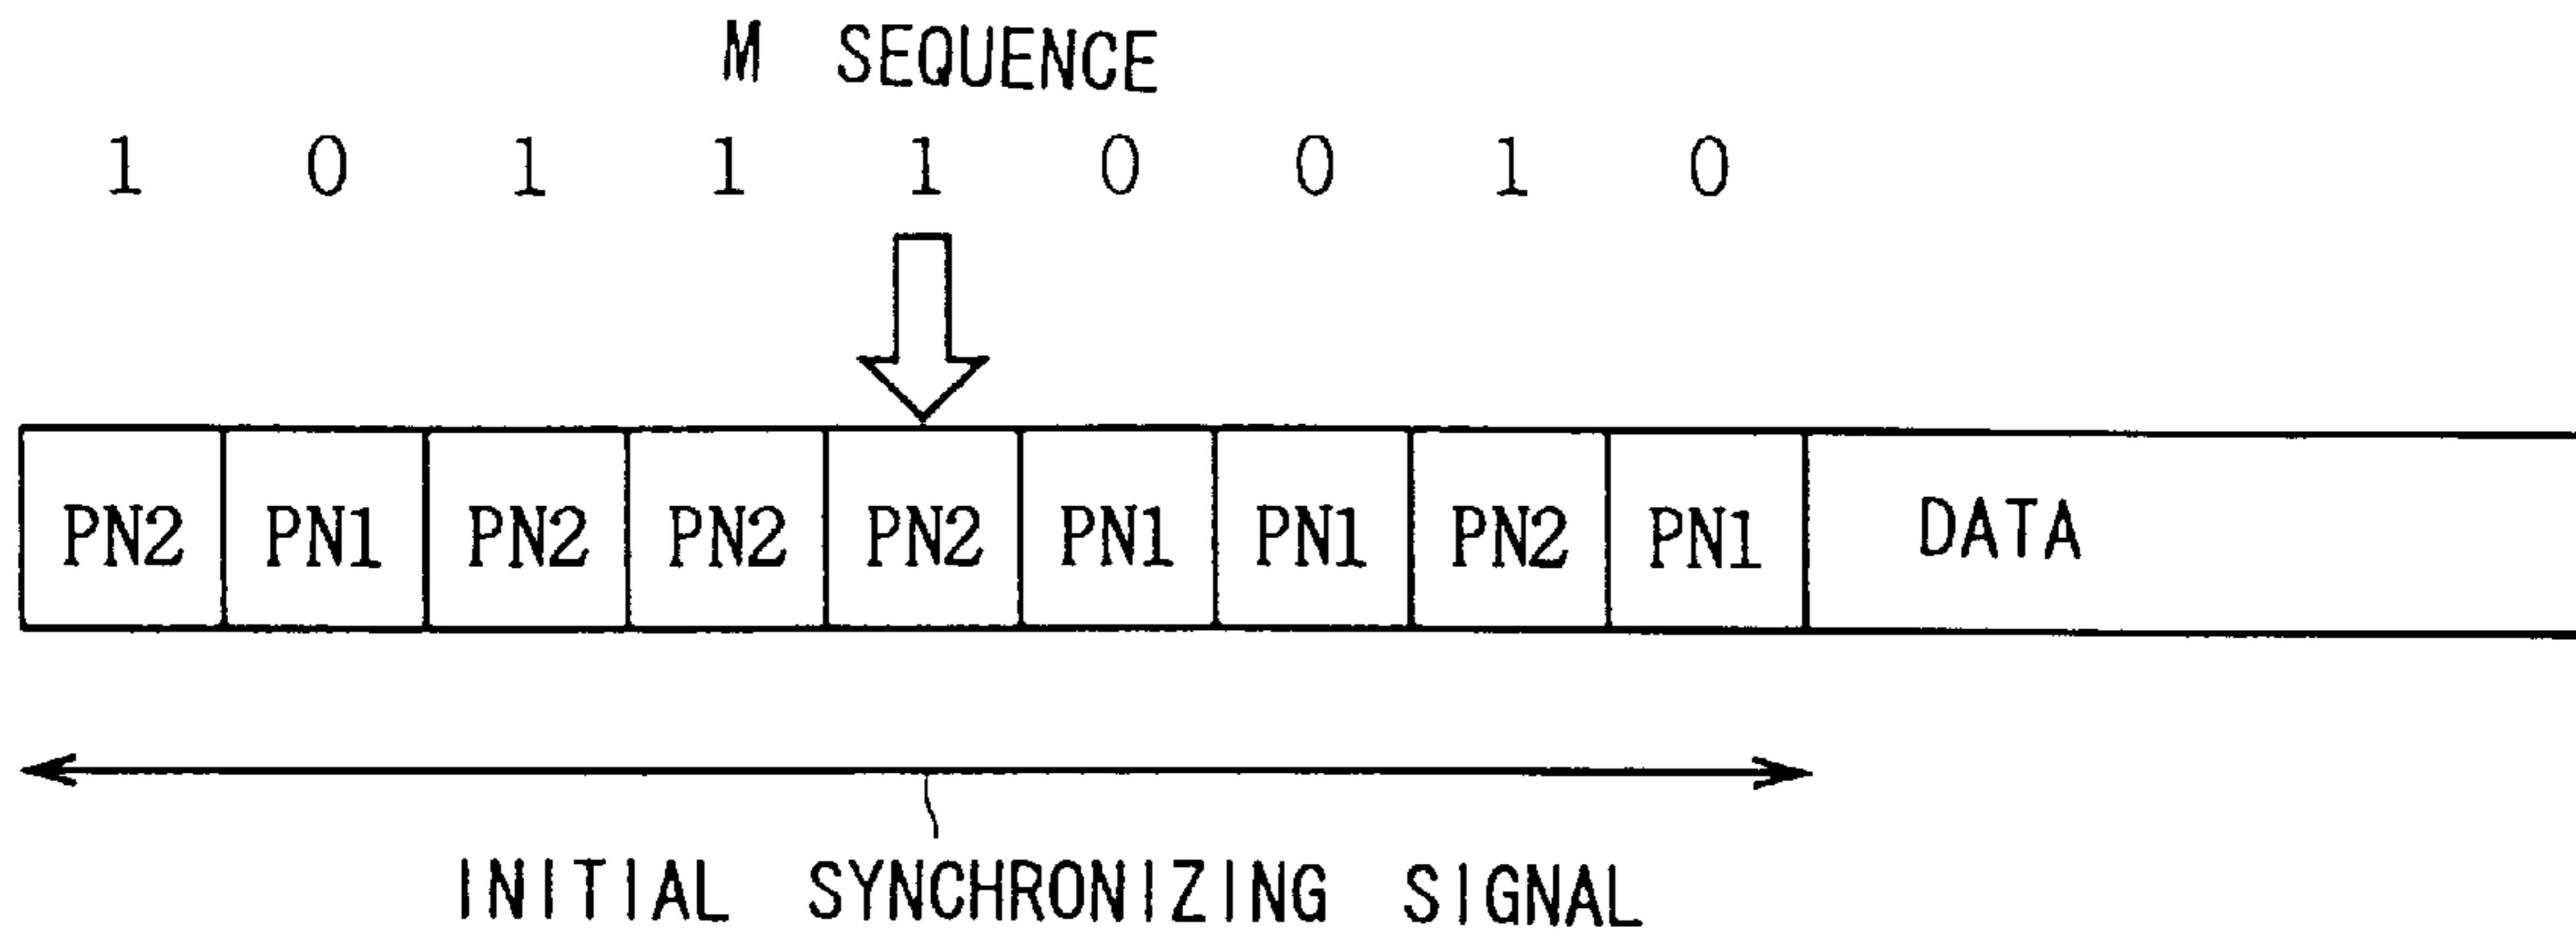 M SEQUENCE
1 0 1 1 1 0 0 1 0
PN2 PN1 PN2 PN2 PN2 PN1 PN1 PN2 PN1 DATA
INITIAL SYNCHRONIZING SIGNAL